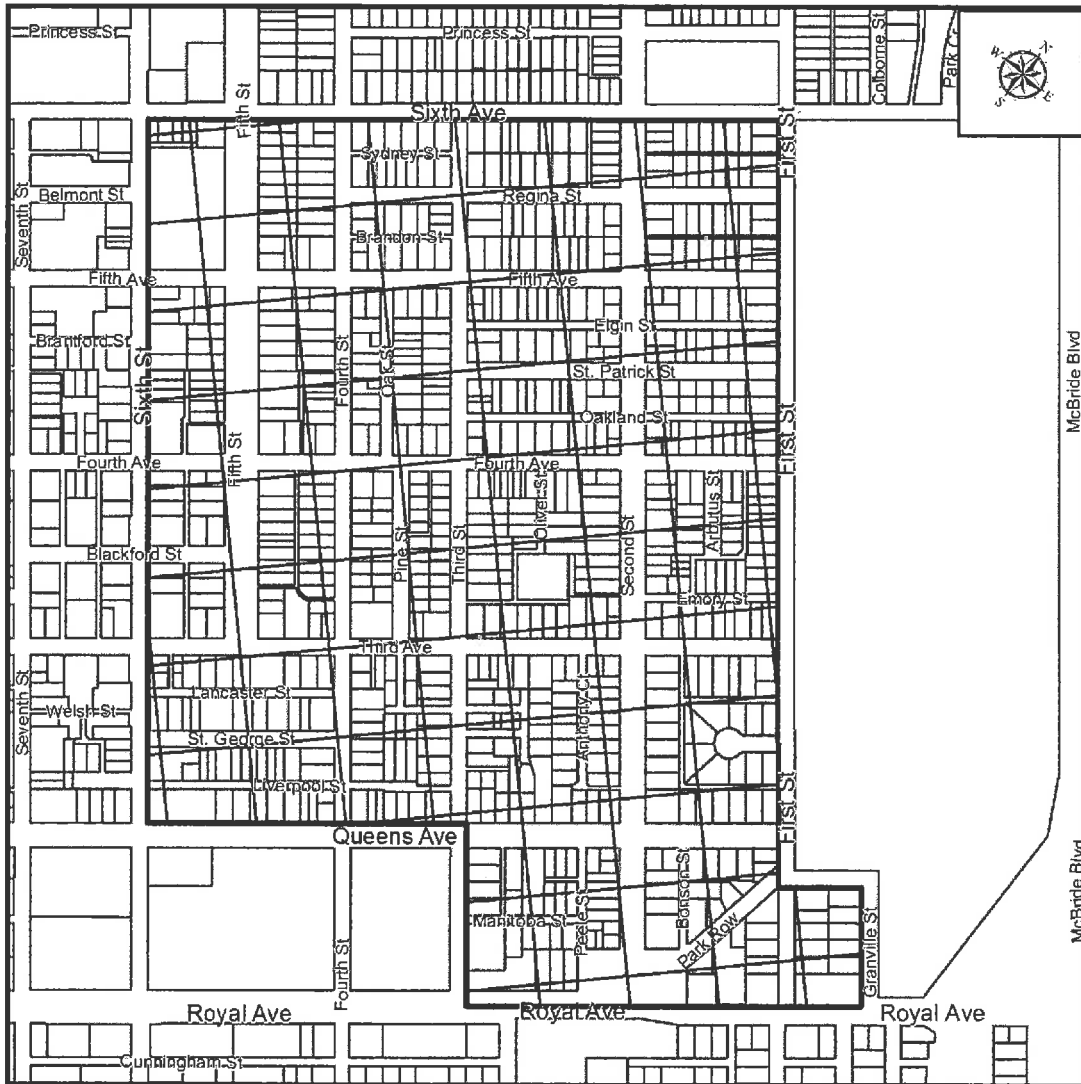 Princess St
Princess St
Colborne St
Park Cr
W
N
S
E
Fifth St
Sixth Ave
First St
Sydney St
Belmont St
Regina St
Seventh St
Brandon St
Fifth Ave
Fifth Ave
Elgin St
Brantford St
Sixth St
Fourth St
Oak St
St. Patrick St
McBride Blvd
Oakland St
First St
Fifth St
Fourth Ave
Fourth Ave
Oliver St
Arbutus St
Blackford St
Pine St
Third St
Second St
Emory St
Third Ave
Lancaster St
Seventh St
Welsh St
Anthony Ct
St. George St
Liverpool St
First St
Queens Ave
McBride Blvd
Bonson St
Manitoba St
Peele St
Park Row
Granville St
Fourth St
Royal Ave
Royal Ave
Royal Ave
Cunningham St